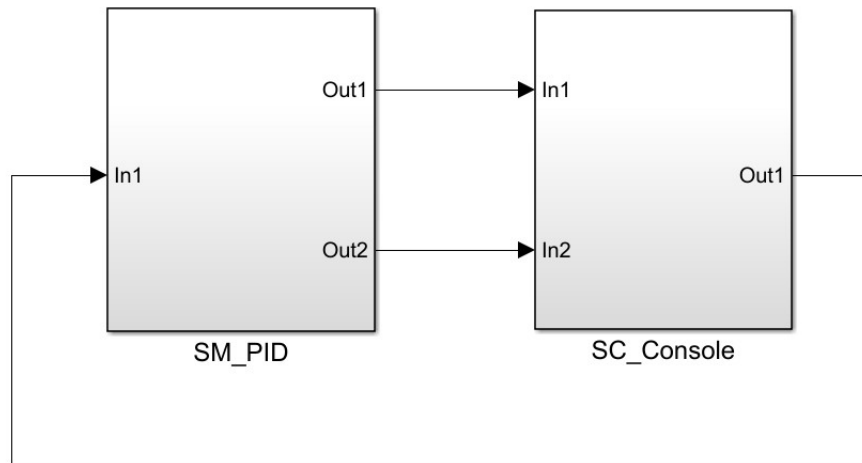 Out1
In1
Out2
SM_PID
In1
Out1
In2
SC_Console